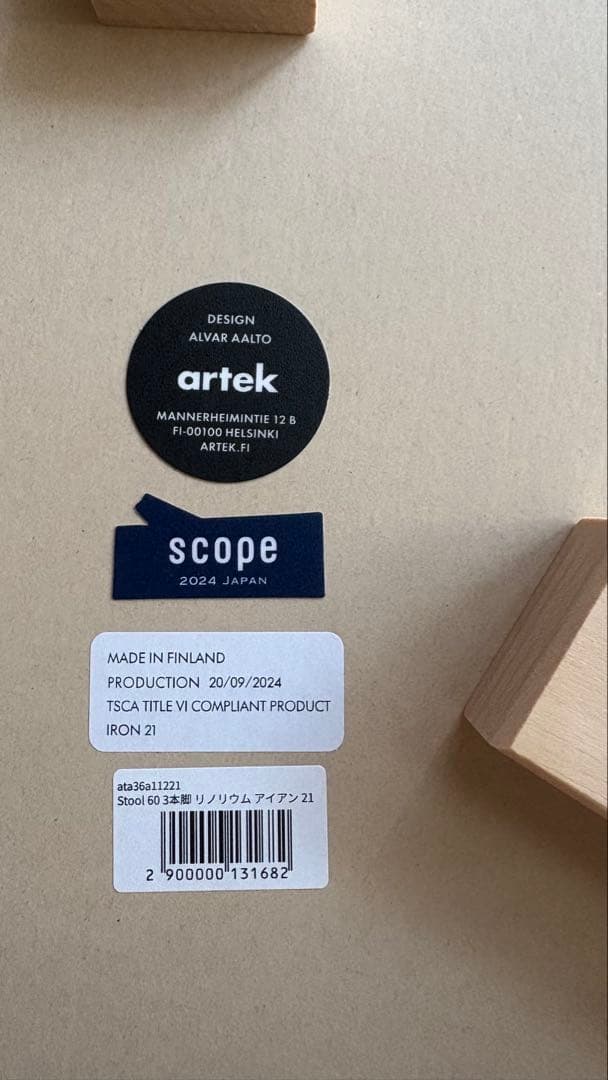 DESIGN
ALVAR AALTO
artek
MANNERHEIMINTIE 12 B
FI-00100 HELSINKI
ARTEK.FI
scope
2024 JAPAN
MADE IN FINLAND
PRODUCTION 20/09/2024
TSCA TITLE VI COMPLIANT PRODUCT
IRON 21
ata36a11221
Stool 60 3本脚 リノリウム アイアン 21
2 900000 131682